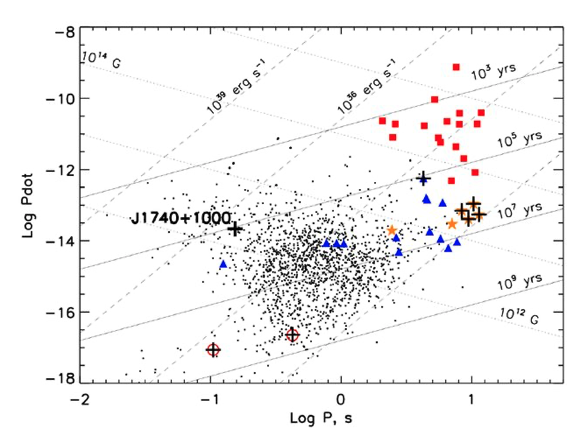 -8
10¹⁴ G
10³⁹ erg s⁻¹
10³⁶ erg s⁻¹
10³ yrs
-10
10⁵ yrs
-12
J1740+1000
10⁷ yrs
-14
10⁹ yrs
-16
10¹² G
-18
-2
-1
0
1
Log P, s
Log Pdot